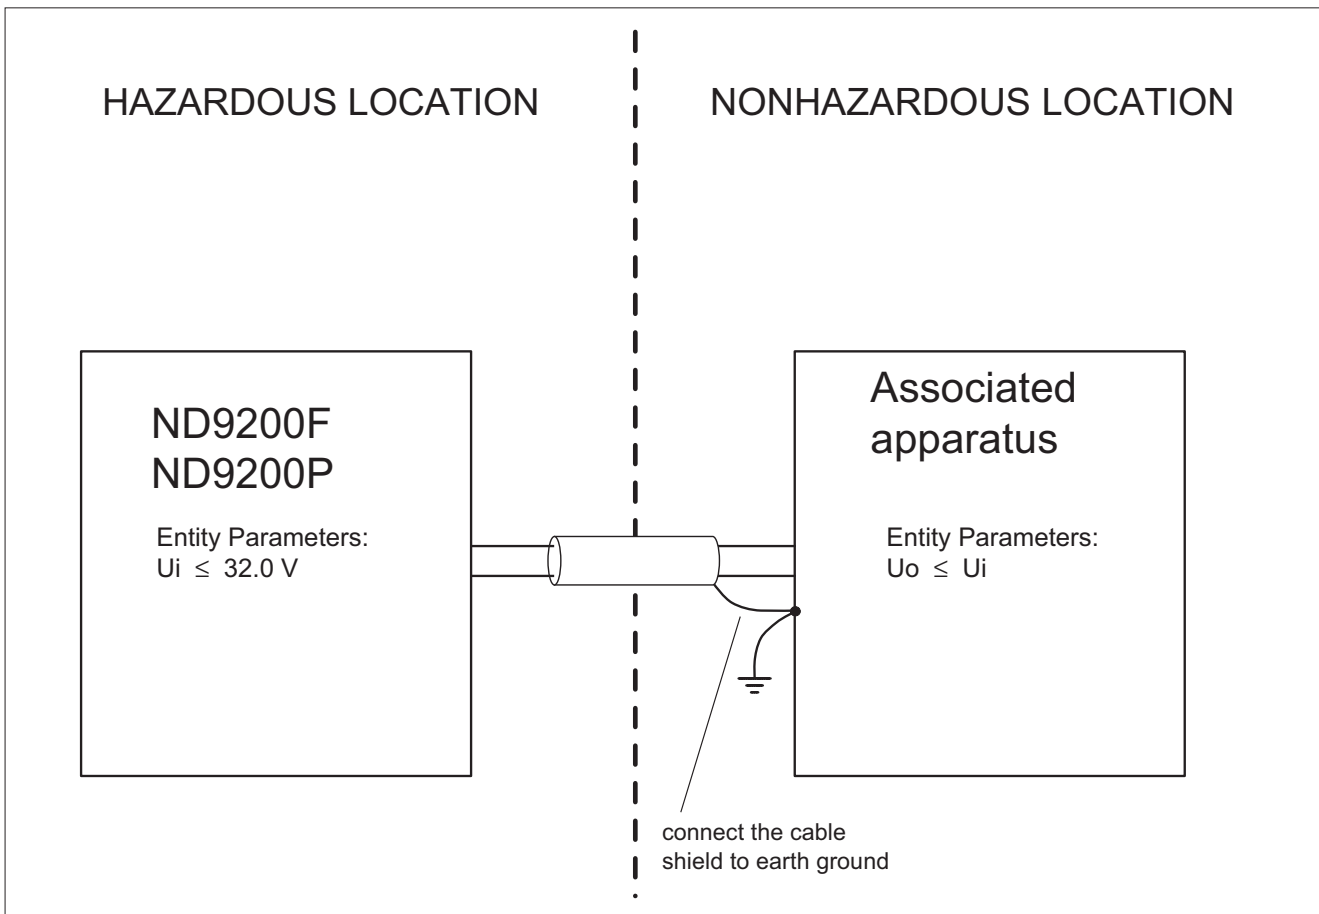 HAZARDOUS LOCATION
NONHAZARDOUS LOCATION
ND9200F
ND9200P
Entity Parameters:
Ui ≤ 32.0 V
Associated
apparatus
Entity Parameters:
Uo ≤ Ui
connect the cable
shield to earth ground